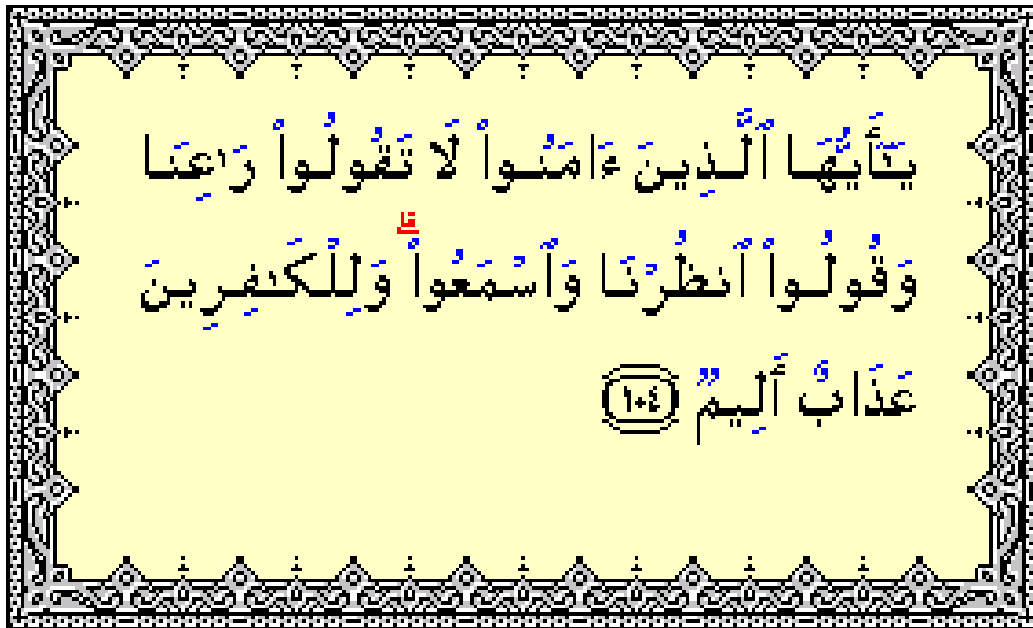 يَـٰٓأَيُّهَا ٱلَّذِينَ ءَامَنُوا۟ لَا تَقُولُوا۟ رَٰعِنَا
وَقُولُوا۟ ٱنظُرْنَا وَٱسْمَعُوا۟ ۗ وَلِلْكَـٰفِرِينَ
عَذَابٌ أَلِيمٌ ١٠٤